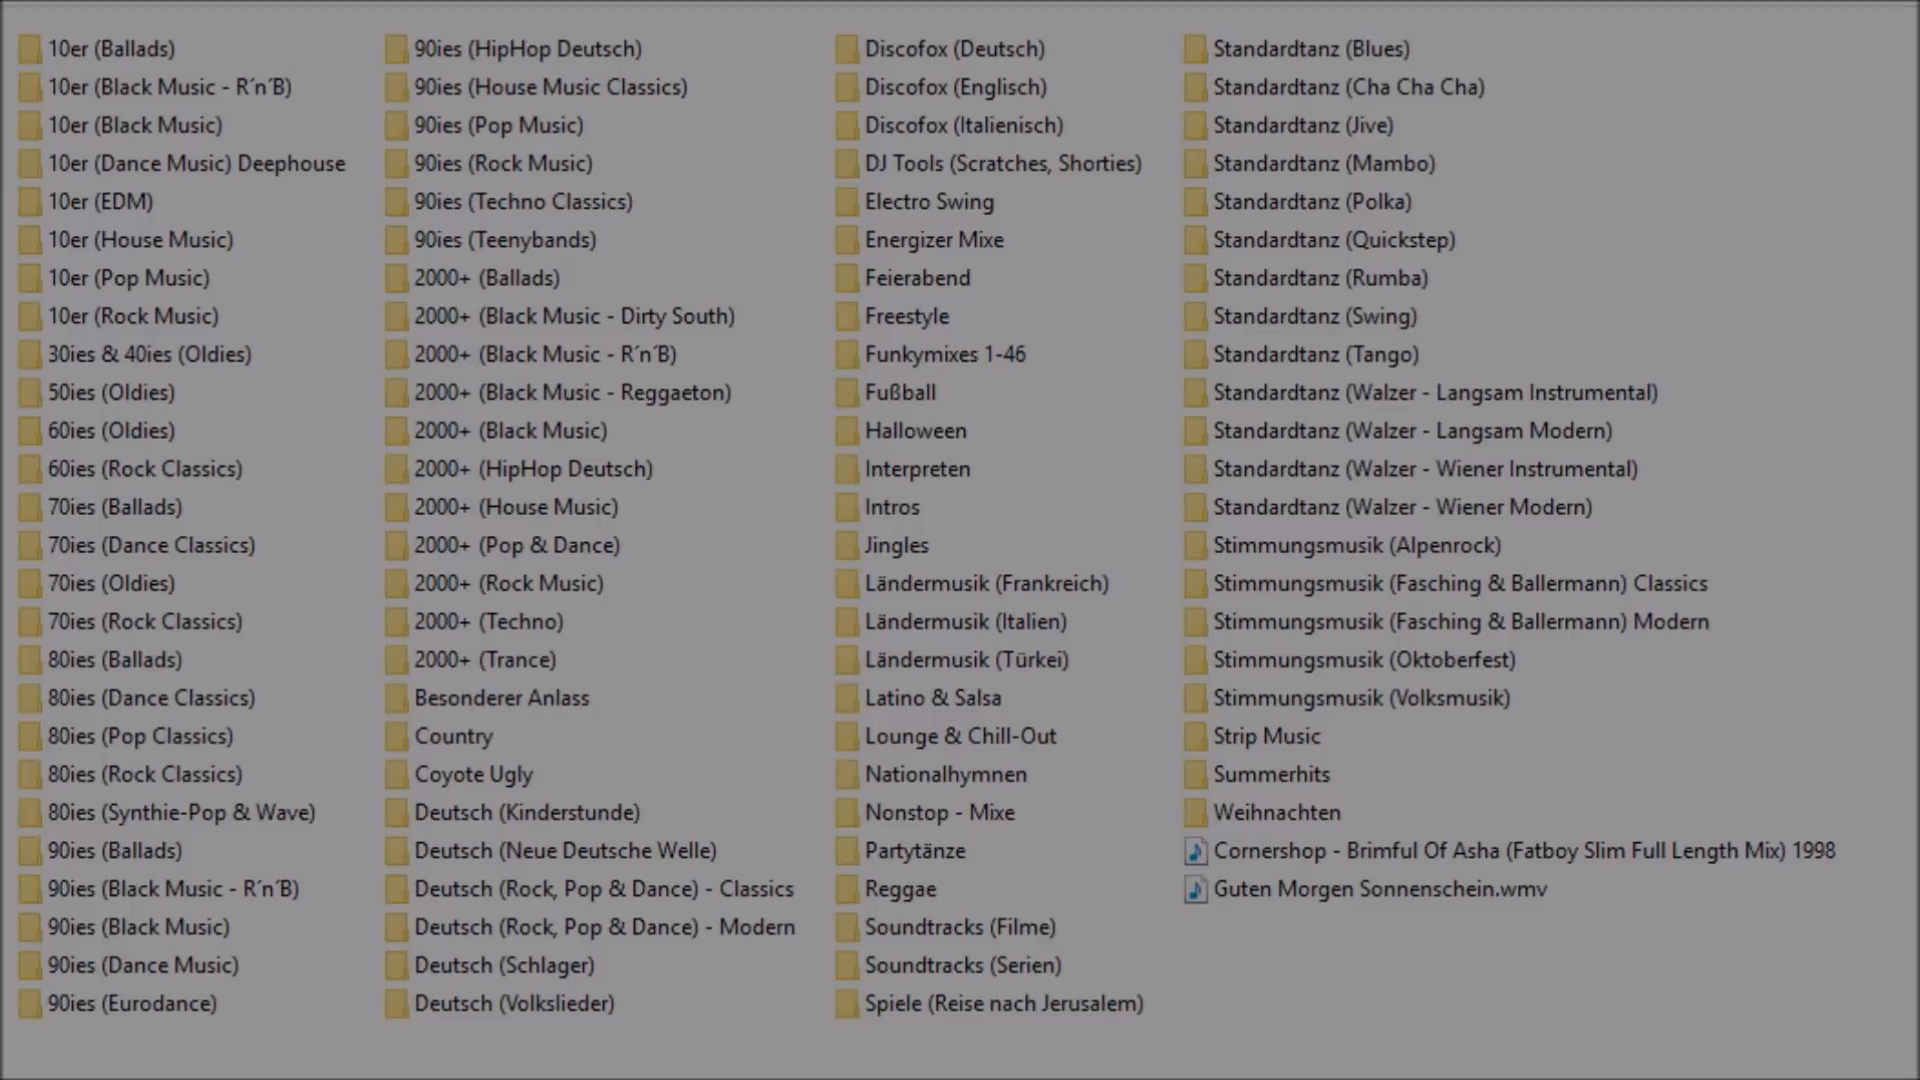 10er (Ballads)
10er (Black Music - R´n´B)
10er (Black Music)
10er (Dance Music) Deephouse
10er (EDM)
10er (House Music)
10er (Pop Music)
10er (Rock Music)
30ies & 40ies (Oldies)
50ies (Oldies)
60ies (Oldies)
60ies (Rock Classics)
70ies (Ballads)
70ies (Dance Classics)
70ies (Oldies)
70ies (Rock Classics)
80ies (Ballads)
80ies (Dance Classics)
80ies (Pop Classics)
80ies (Rock Classics)
80ies (Synthie-Pop & Wave)
90ies (Ballads)
90ies (Black Music - R´n´B)
90ies (Black Music)
90ies (Dance Music)
90ies (Eurodance)
90ies (HipHop Deutsch)
90ies (House Music Classics)
90ies (Pop Music)
90ies (Rock Music)
90ies (Techno Classics)
90ies (Teenybands)
2000+ (Ballads)
2000+ (Black Music - Dirty South)
2000+ (Black Music - R´n´B)
2000+ (Black Music - Reggaeton)
2000+ (Black Music)
2000+ (HipHop Deutsch)
2000+ (House Music)
2000+ (Pop & Dance)
2000+ (Rock Music)
2000+ (Techno)
2000+ (Trance)
Besonderer Anlass
Country
Coyote Ugly
Deutsch (Kinderstunde)
Deutsch (Neue Deutsche Welle)
Deutsch (Rock, Pop & Dance) - Classics
Deutsch (Rock, Pop & Dance) - Modern
Deutsch (Schlager)
Deutsch (Volkslieder)
Discofox (Deutsch)
Discofox (Englisch)
Discofox (Italienisch)
DJ Tools (Scratches, Shorties)
Electro Swing
Energizer Mixe
Feierabend
Freestyle
Funkymixes 1-46
Fußball
Halloween
Interpreten
Intros
Jingles
Ländermusik (Frankreich)
Ländermusik (Italien)
Ländermusik (Türkei)
Latino & Salsa
Lounge & Chill-Out
Nationalhymnen
Nonstop - Mixe
Partytänze
Reggae
Soundtracks (Filme)
Soundtracks (Serien)
Spiele (Reise nach Jerusalem)
Standardtanz (Blues)
Standardtanz (Cha Cha Cha)
Standardtanz (Jive)
Standardtanz (Mambo)
Standardtanz (Polka)
Standardtanz (Quickstep)
Standardtanz (Rumba)
Standardtanz (Swing)
Standardtanz (Tango)
Standardtanz (Walzer - Langsam Instrumental)
Standardtanz (Walzer - Langsam Modern)
Standardtanz (Walzer - Wiener Instrumental)
Standardtanz (Walzer - Wiener Modern)
Stimmungsmusik (Alpenrock)
Stimmungsmusik (Fasching & Ballermann) Classics
Stimmungsmusik (Fasching & Ballermann) Modern
Stimmungsmusik (Oktoberfest)
Stimmungsmusik (Volksmusik)
Strip Music
Summerhits
Weihnachten
Cornershop - Brimful Of Asha (Fatboy Slim Full Length Mix) 1998
Guten Morgen Sonnenschein.wmv